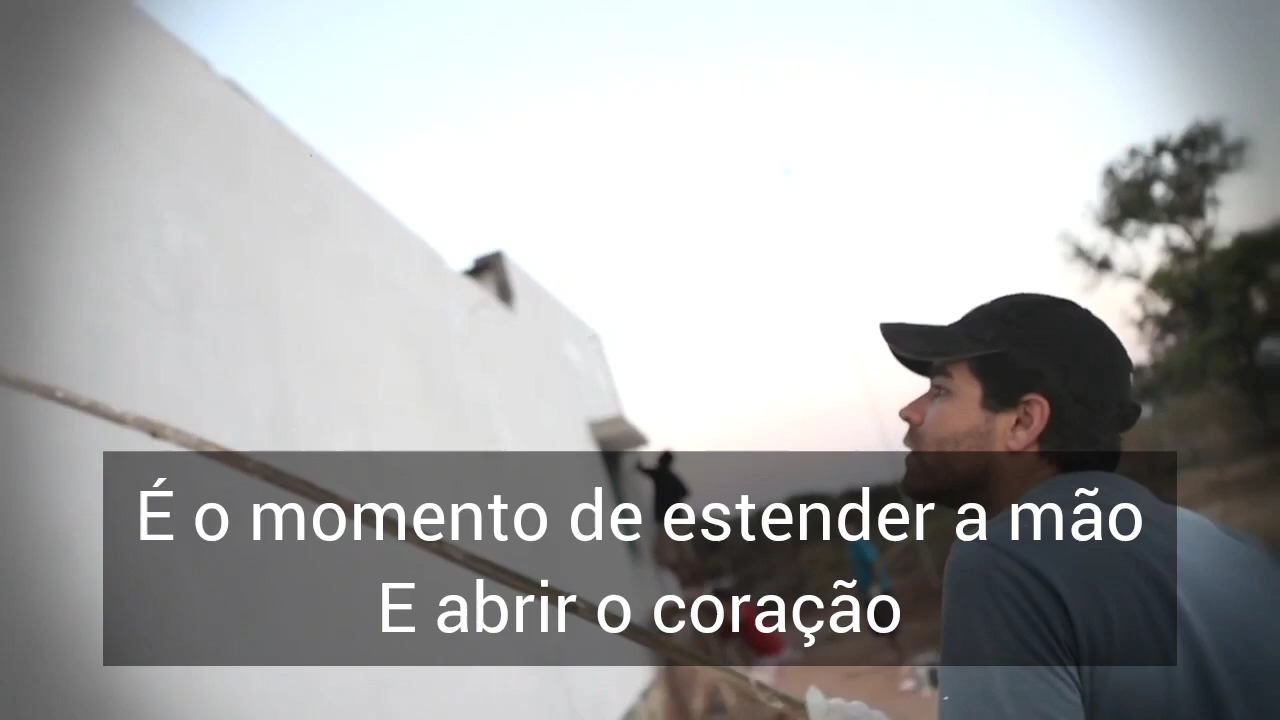 É o momento de estender a mão
E abrir o coração